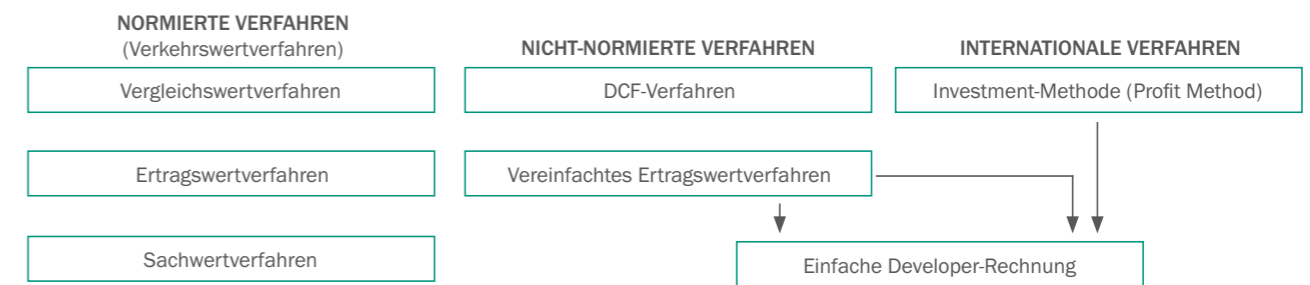 NORMIERTE VERFAHREN
(Verkehrswertverfahren)
Vergleichswertverfahren
Ertragswertverfahren
Sachwertverfahren
NICHT-NORMIERTE VERFAHREN
DCF-Verfahren
Vereinfachtes Ertragswertverfahren
INTERNATIONALE VERFAHREN
Investment-Methode (Profit Method)
Einfache Developer-Rechnung